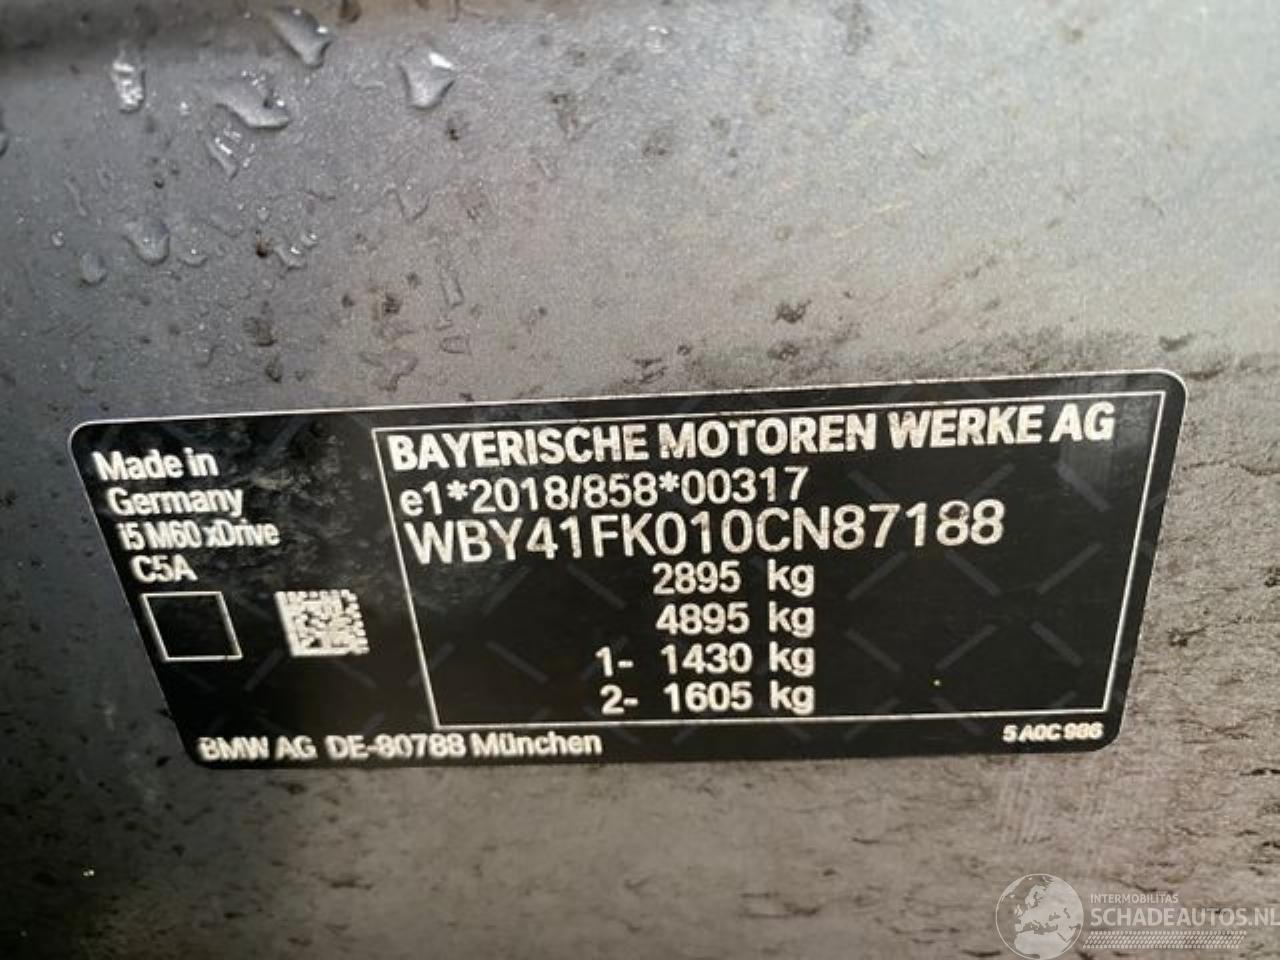 Made in
Germany
i5 M60 xDrive
C5A
BAYERISCHE MOTOREN WERKE AG
e1*2018/858*00317
WBY41FK010CN87188
2895 kg
4895 kg
1- 1430 kg
2- 1605 kg
BMW AG DE-80788 München
5 A0C 986
INTERMOBILITAS
SCHADEAUTOS.NL